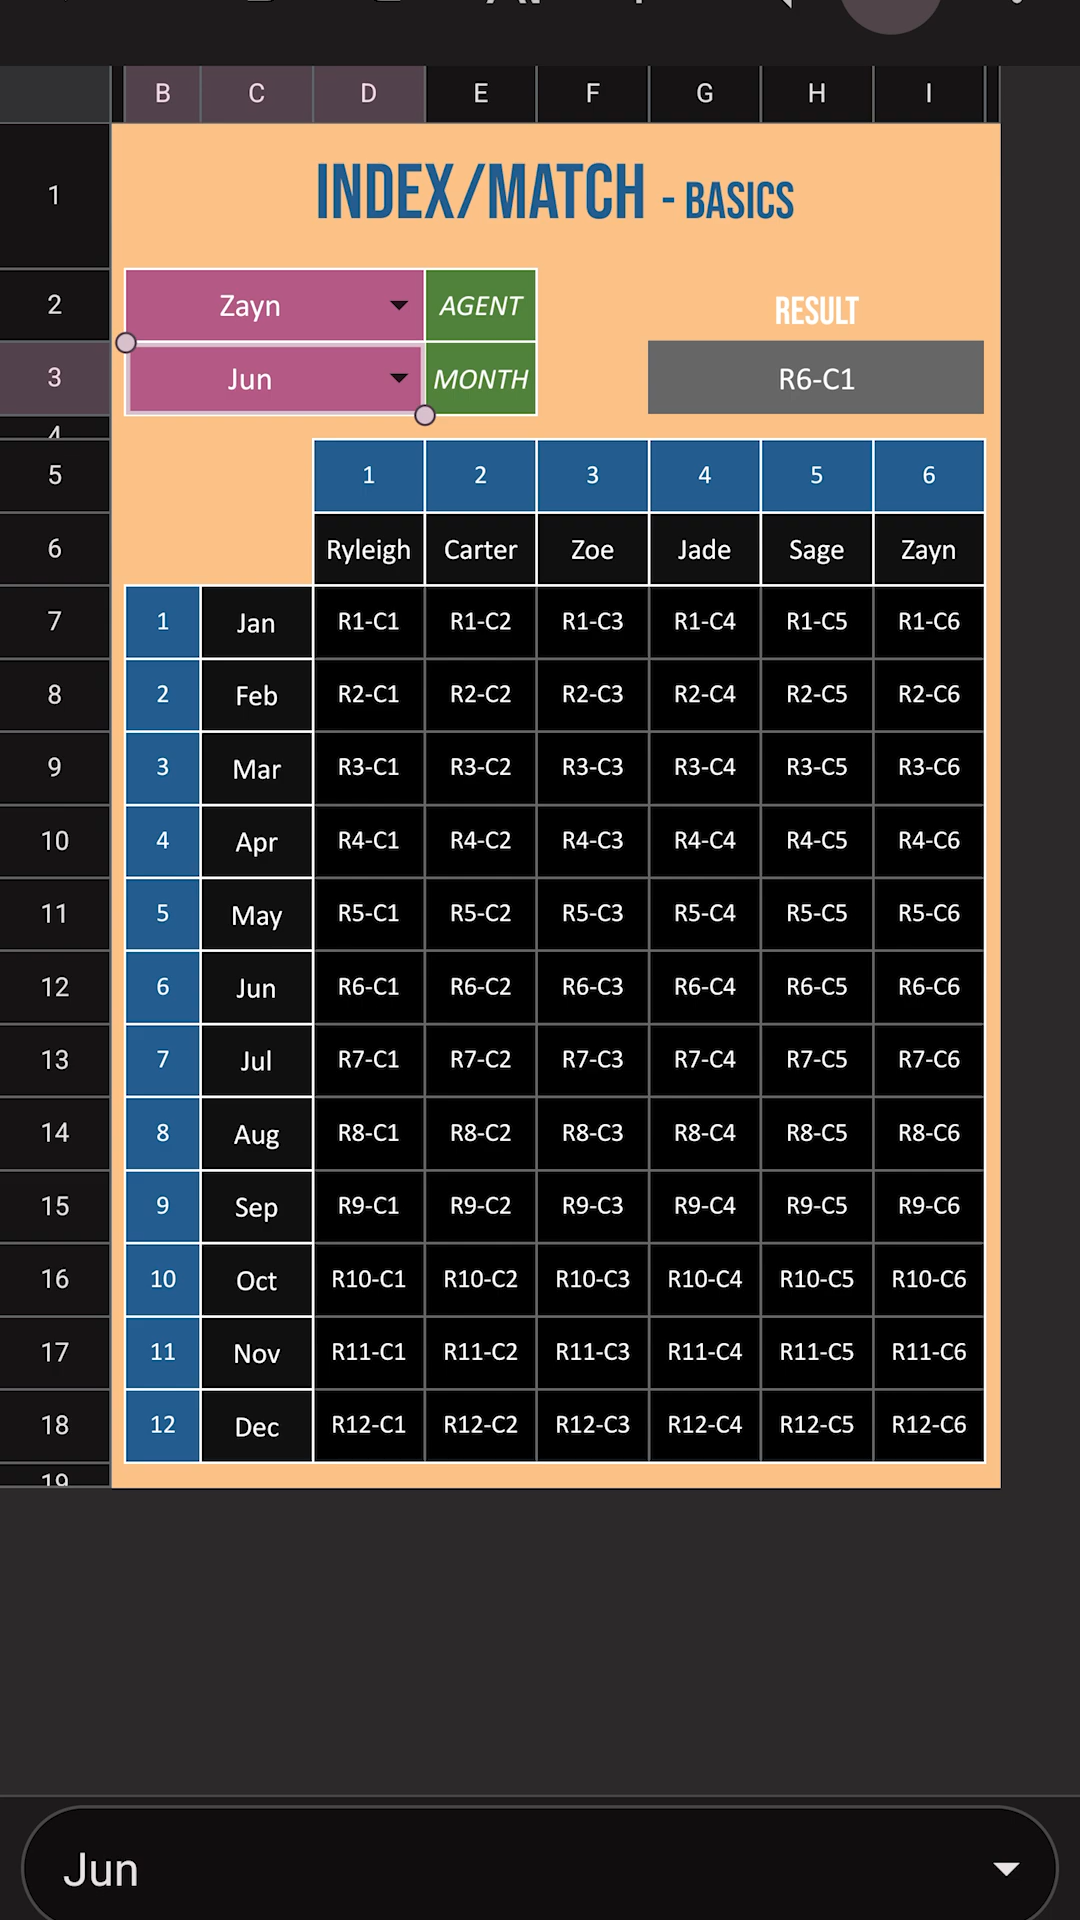 B C D E F G H I
1 INDEX/MATCH - BASICS
2 Zayn AGENT RESULT
3 Jun MONTH R6-C1
4
5 1 2 3 4 5 6
6 Ryleigh Carter Zoe Jade Sage Zayn
7 1 Jan R1-C1 R1-C2 R1-C3 R1-C4 R1-C5 R1-C6
8 2 Feb R2-C1 R2-C2 R2-C3 R2-C4 R2-C5 R2-C6
9 3 Mar R3-C1 R3-C2 R3-C3 R3-C4 R3-C5 R3-C6
10 4 Apr R4-C1 R4-C2 R4-C3 R4-C4 R4-C5 R4-C6
11 5 May R5-C1 R5-C2 R5-C3 R5-C4 R5-C5 R5-C6
12 6 Jun R6-C1 R6-C2 R6-C3 R6-C4 R6-C5 R6-C6
13 7 Jul R7-C1 R7-C2 R7-C3 R7-C4 R7-C5 R7-C6
14 8 Aug R8-C1 R8-C2 R8-C3 R8-C4 R8-C5 R8-C6
15 9 Sep R9-C1 R9-C2 R9-C3 R9-C4 R9-C5 R9-C6
16 10 Oct R10-C1 R10-C2 R10-C3 R10-C4 R10-C5 R10-C6
17 11 Nov R11-C1 R11-C2 R11-C3 R11-C4 R11-C5 R11-C6
18 12 Dec R12-C1 R12-C2 R12-C3 R12-C4 R12-C5 R12-C6
19
Jun